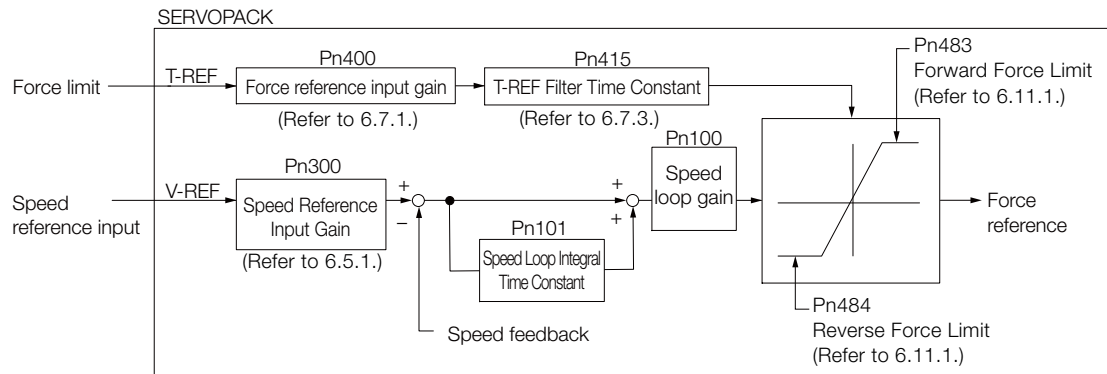 SERVOPACK
Pn400
Pn415
Pn483
Forward Force Limit
(Refer to 6.11.1.)
Force limit
T-REF
Force reference input gain
T-REF Filter Time Constant
(Refer to 6.7.1.)
(Refer to 6.7.3.)
Pn100
Speed
loop gain
Pn300
Speed
reference input
V-REF
Speed Reference
Input Gain
(Refer to 6.5.1.)
+
−
+
+
Pn101
Speed Loop Integral
Time Constant
Force
reference
Speed feedback
Pn484
Reverse Force Limit
(Refer to 6.11.1.)